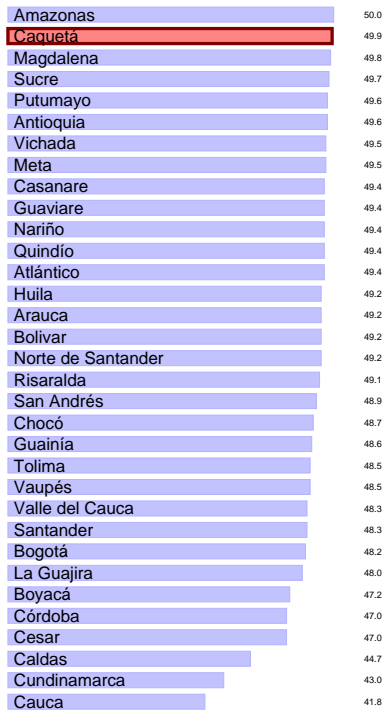 Amazonas 50.0
Caquetá 49.9
Magdalena 49.8
Sucre 49.7
Putumayo 49.6
Antioquia 49.6
Vichada 49.5
Meta 49.5
Casanare 49.4
Guaviare 49.4
Nariño 49.4
Quindío 49.4
Atlántico 49.4
Huila 49.2
Arauca 49.2
Bolivar 49.2
Norte de Santander 49.2
Risaralda 49.1
San Andrés 48.9
Chocó 48.7
Guainía 48.6
Tolima 48.5
Vaupés 48.5
Valle del Cauca 48.3
Santander 48.3
Bogotá 48.2
La Guajira 48.0
Boyacá 47.2
Córdoba 47.0
Cesar 47.0
Caldas 44.7
Cundinamarca 43.0
Cauca 41.8